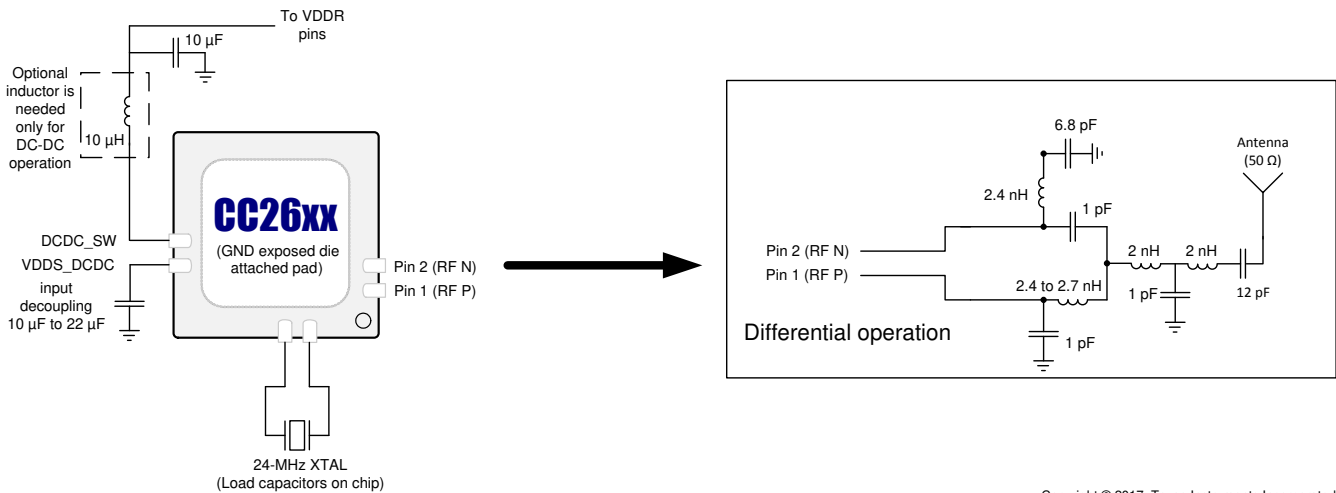 To VDDR
pins
10 µF
Optional
inductor is
needed
only for
DC-DC
operation
10 µH
CC26xx
(GND exposed die
attached pad)
DCDC_SW
VDDS_DCDC
input
decoupling
10 µF to 22 µF
Pin 2 (RF N)
Pin 1 (RF P)
24-MHz XTAL
(Load capacitors on chip)
6.8 pF
Antenna
(50 Ω)
2.4 nH
1 pF
Pin 2 (RF N)
Pin 1 (RF P)
2 nH
2 nH
2.4 to 2.7 nH
1 pF
12 pF
Differential operation
1 pF